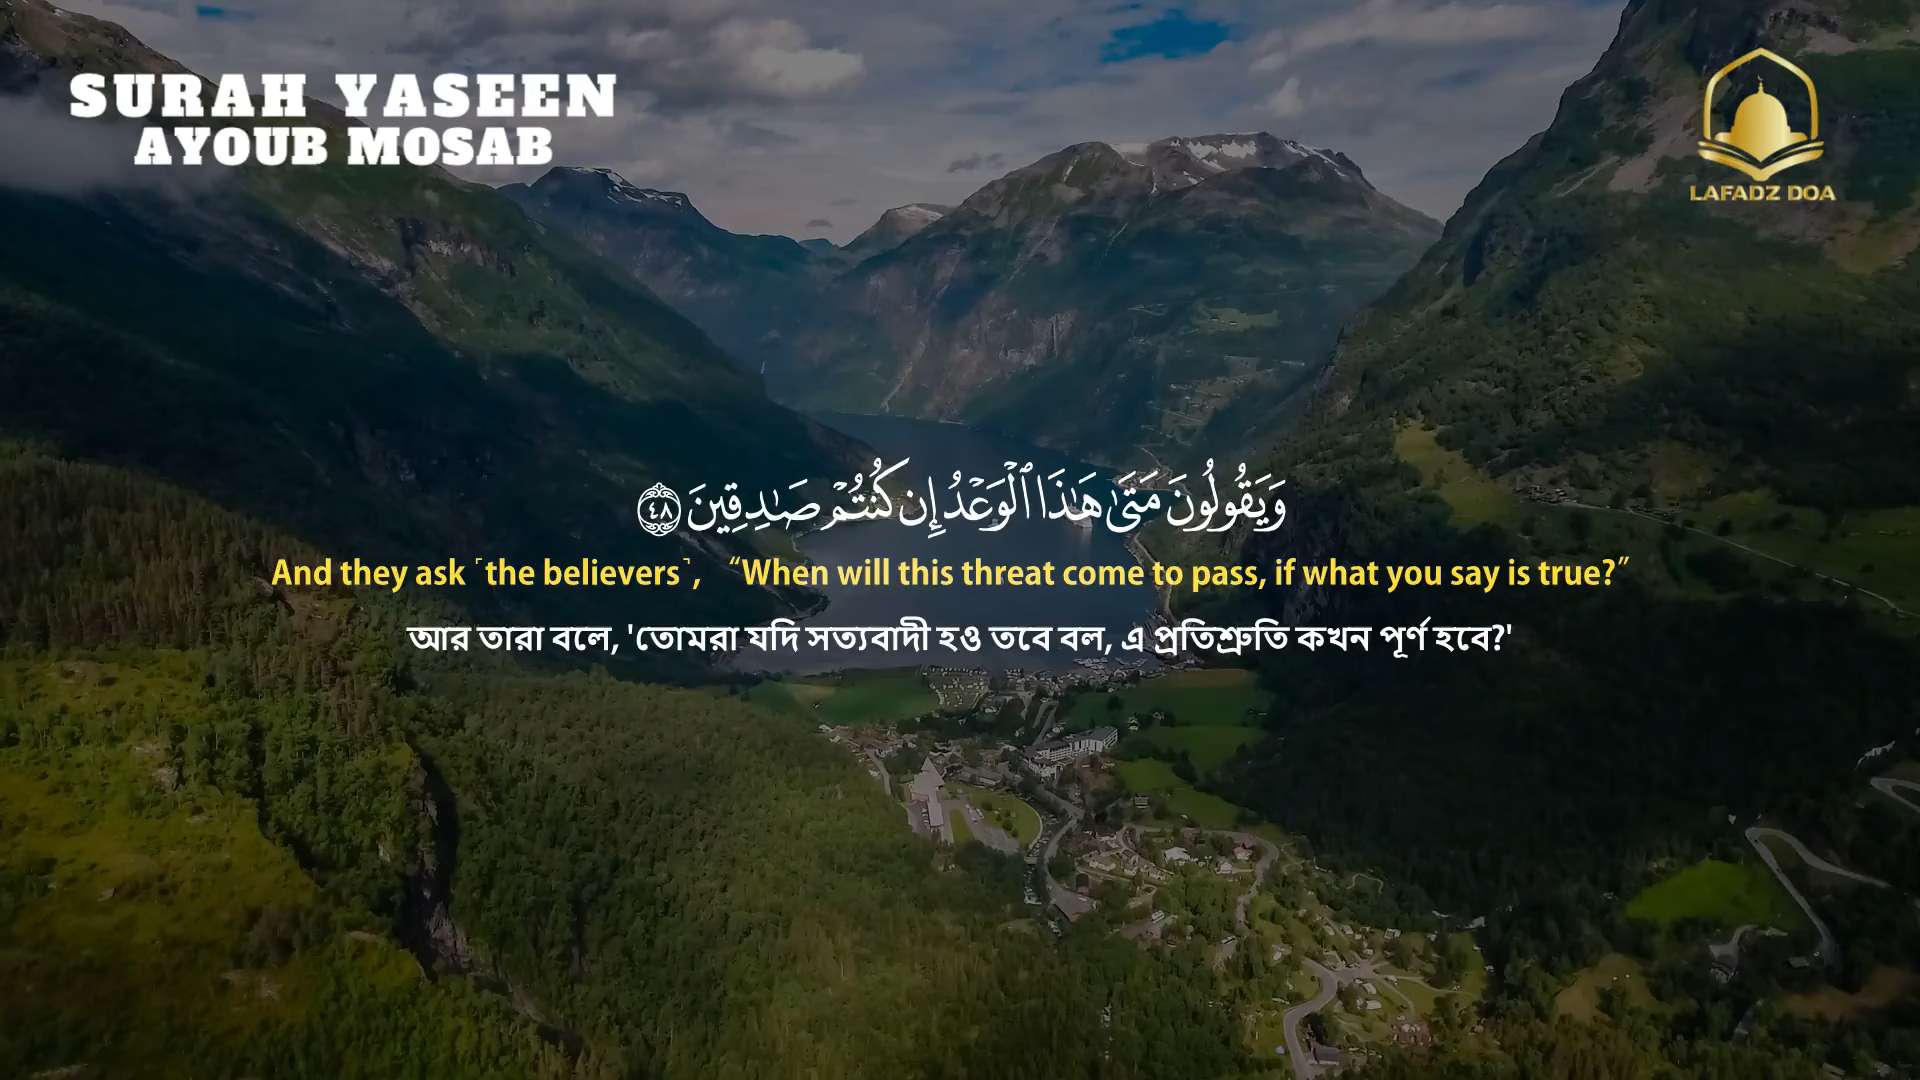 SURAH YASEEN
AYOUB MOSAB
LAFADZ DOA
وَيَقُولُونَ مَتَىٰ هَـٰذَا ٱلْوَعْدُ إِن كُنتُمْ صَـٰدِقِينَ ٤٨
And they ask ˹the believers˺, “When will this threat come to pass, if what you say is true?”
আর তারা বলে, 'তোমরা যদি সত্যবাদী হও তবে বল, এ প্রতিশ্রুতি কখন পূর্ণ হবে?'